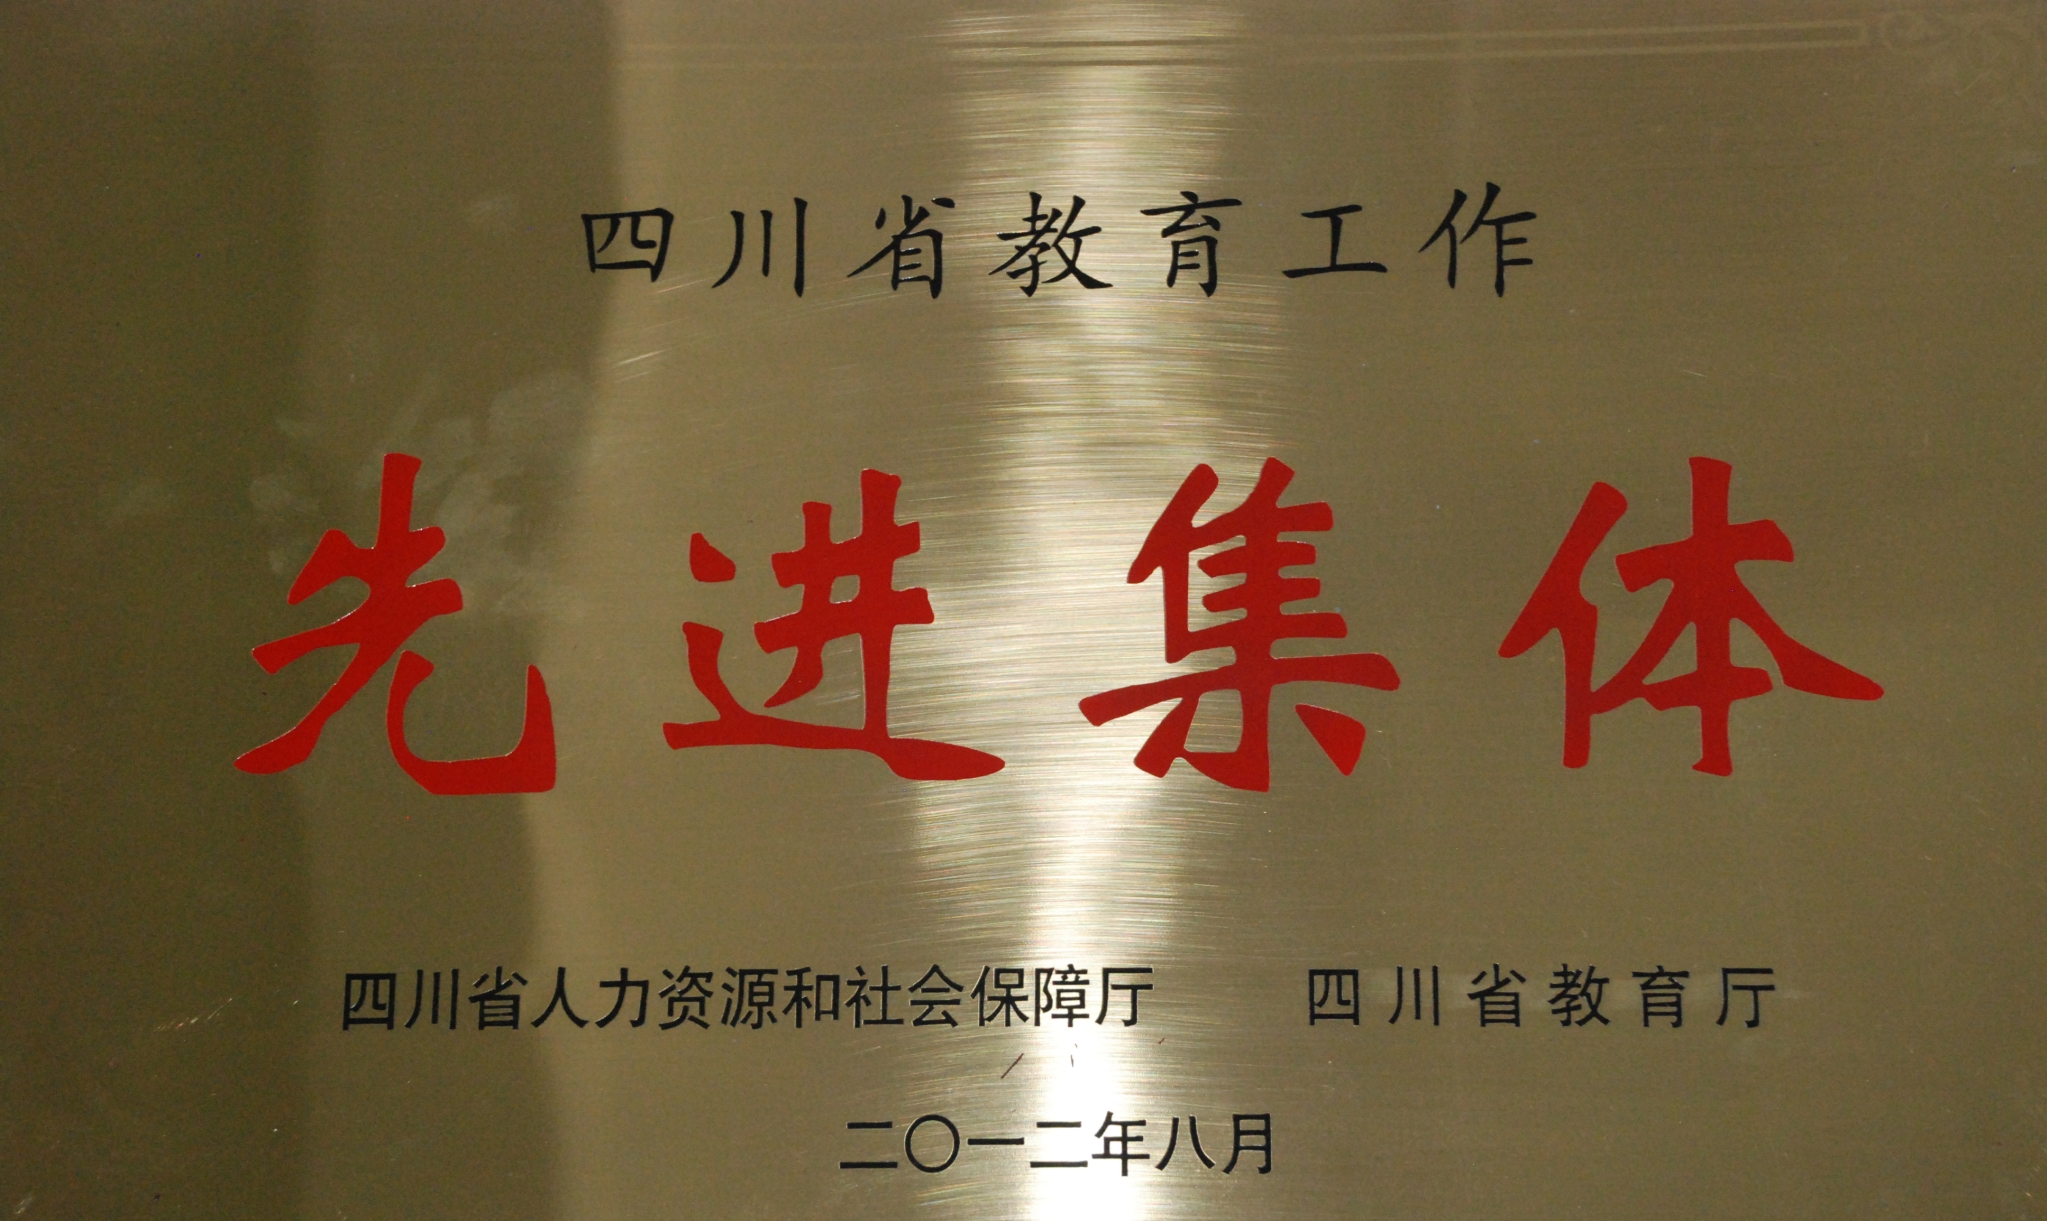 四川省教育工作
先进集体
四川省人力资源和社会保障厅 四川省教育厅
二〇一二年八月